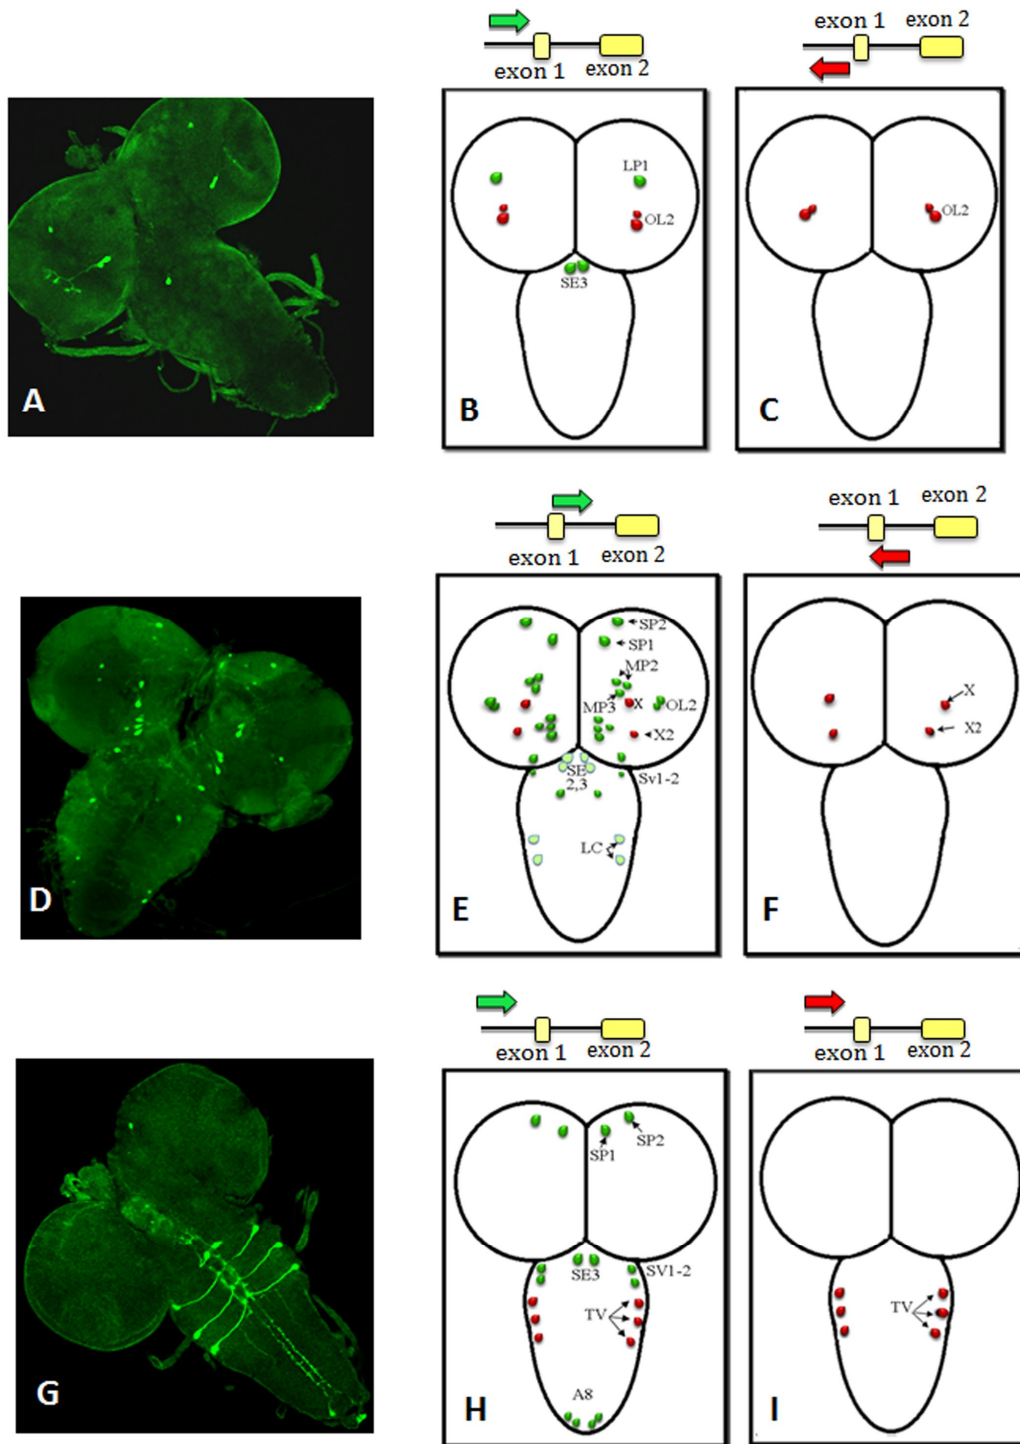 exon 1 exon 2
exon 1 exon 2
A
B
LP1
OL2
SE3
C
OL2
exon 1 exon 2
exon 1 exon 2
D
E
SP2
SP1
MP2
MP3
X
OL2
X2
SE
2,3
Sv1-2
LC
F
X
X2
exon 1 exon 2
exon 1 exon 2
G
H
SP2
SP1
SE3
SV1-2
TV
A8
I
TV